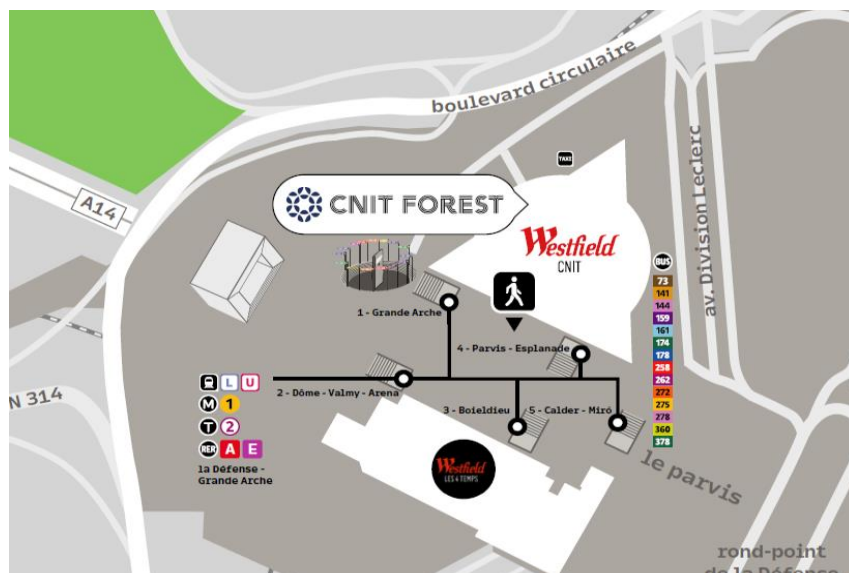 boulevard circulaire
A14
CNIT FOREST
TAXI
Westfield
CNIT
av. Division Leclerc
BUS
73
141
144
159
161
174
178
258
262
272
275
278
360
378
1 - Grande Arche
4 - Parvis - Esplanade
2 - Dôme - Valmy - Arena
3 - Boieldieu
5 - Calder - Miró
N 314
L U
M 1
T 2
RER A E
la Défense -
Grande Arche
Westfield
LES 4 TEMPS
le parvis
rond-point
de la Défense